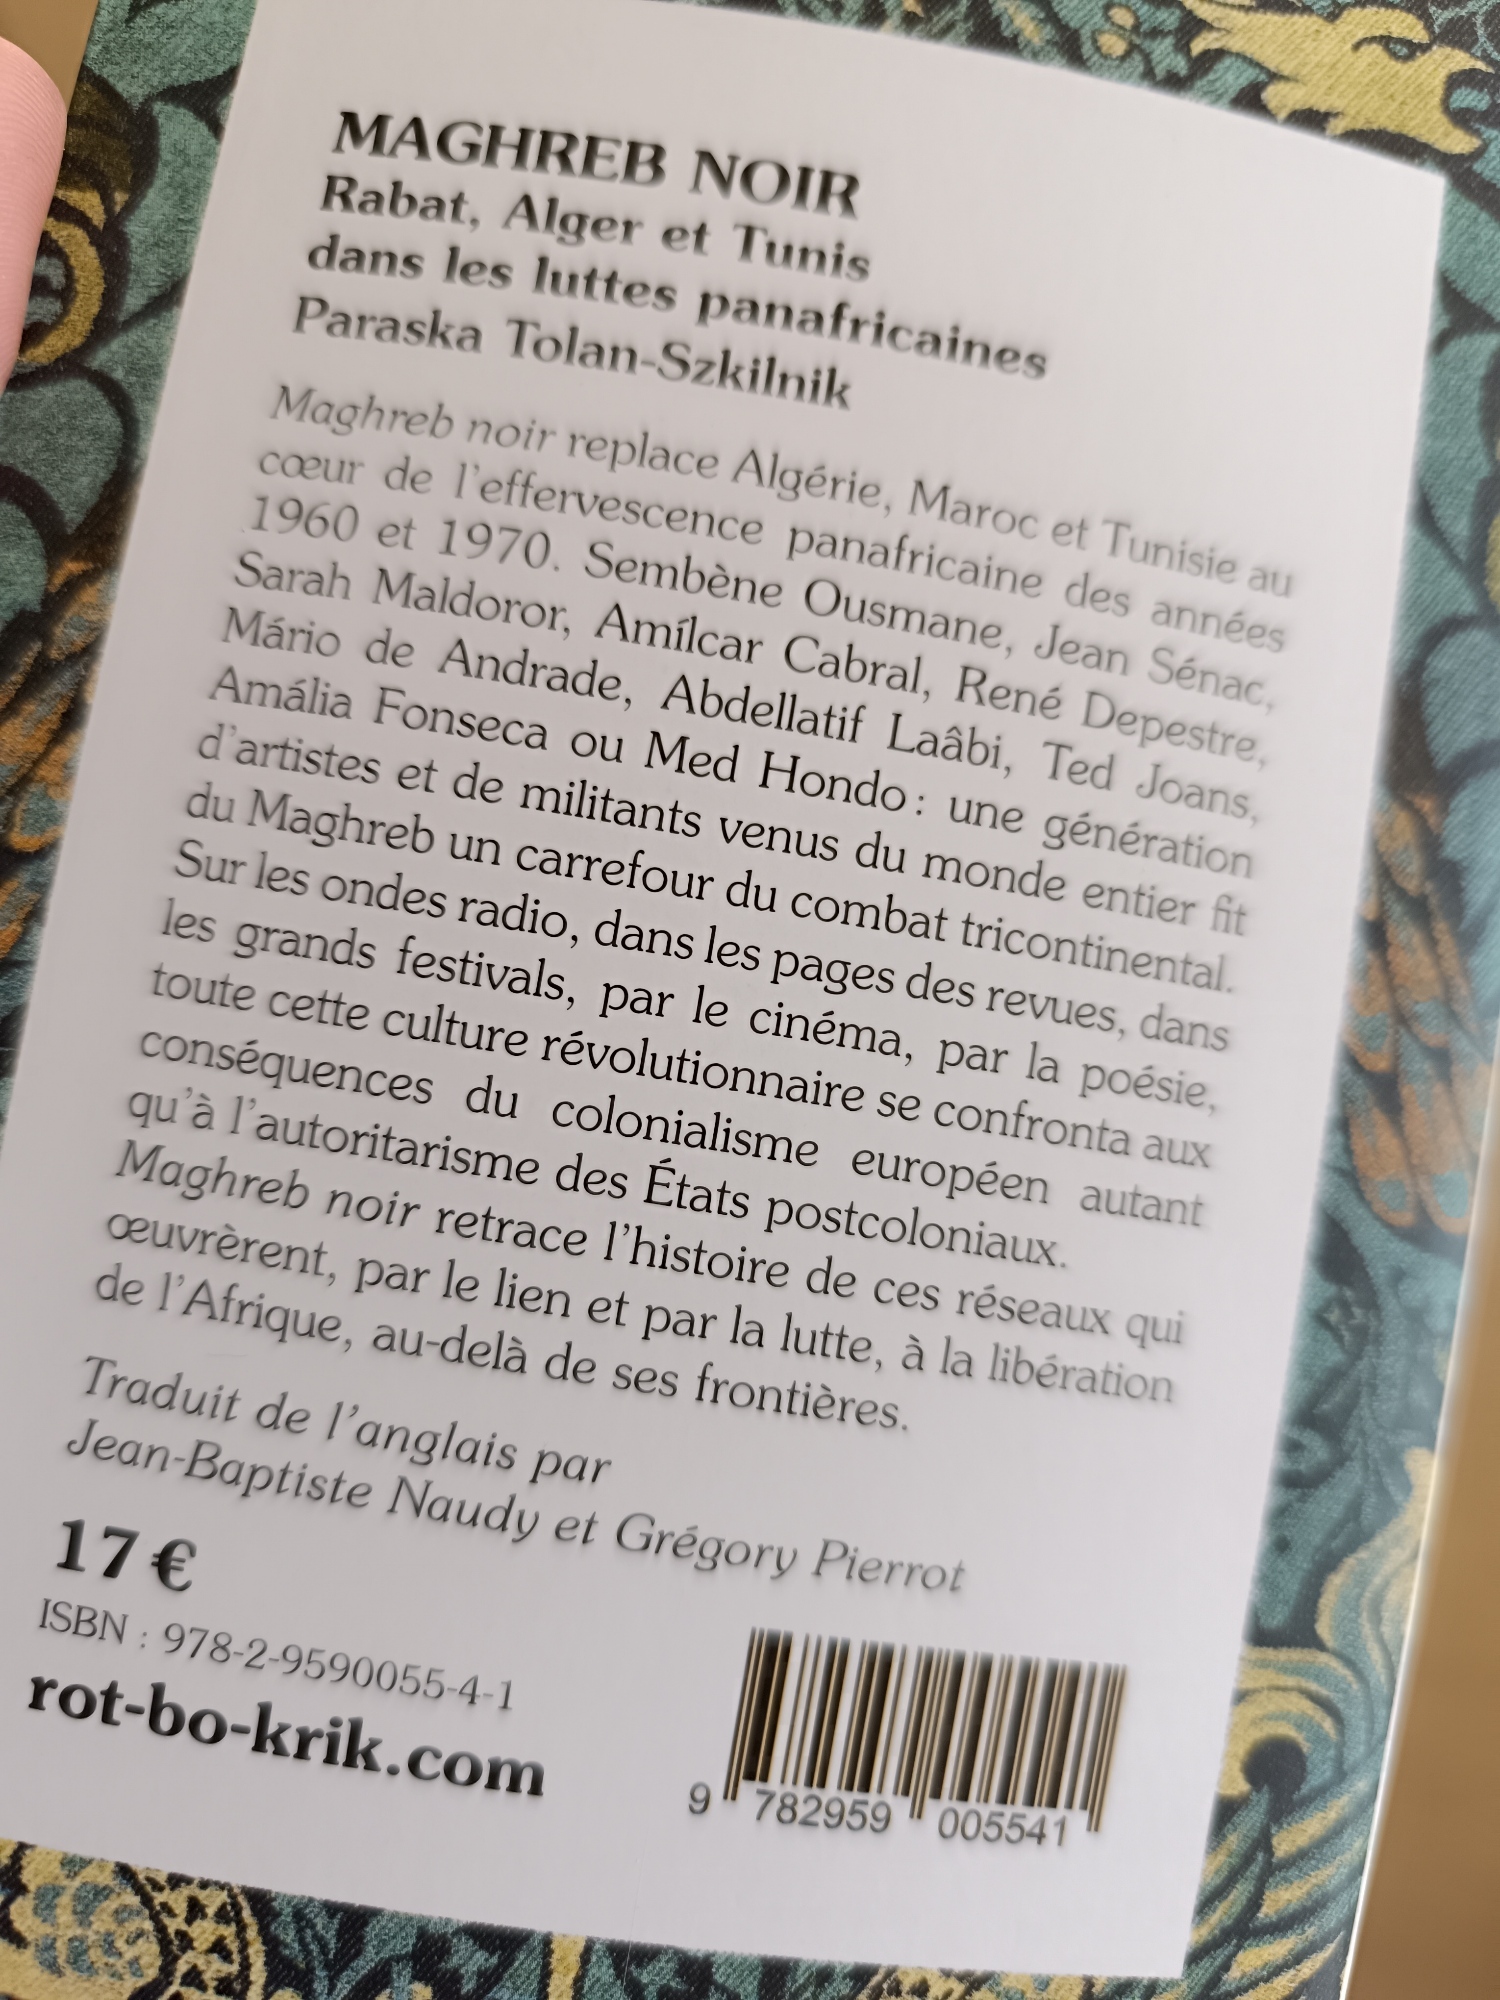 MAGHREB NOIR
Rabat, Alger et Tunis
dans les luttes panafricaines
Paraska Tolan-Szkilnik
Maghreb noir replace Algérie, Maroc et Tunisie au
cœur de l'effervescence panafricaine des années
1960 et 1970. Sembène Ousmane, Jean Sénac,
Sarah Maldoror, Amílcar Cabral, René Depestre,
Mário de Andrade, Abdellatif Laâbi, Ted Joans,
Amália Fonseca ou Med Hondo : une génération
d'artistes et de militants venus du monde entier fit
du Maghreb un carrefour du combat tricontinental.
Sur les ondes radio, dans les pages des revues, dans
les grands festivals, par le cinéma, par la poésie,
toute cette culture révolutionnaire se confronta aux
conséquences du colonialisme européen autant
qu'à l'autoritarisme des États postcoloniaux.
Maghreb noir retrace l'histoire de ces réseaux qui
œuvrèrent, par le lien et par la lutte, à la libération
de l'Afrique, au-delà de ses frontières.
Traduit de l'anglais par
Jean-Baptiste Naudy et Grégory Pierrot
17 €
ISBN : 978-2-9590055-4-1
rot-bo-krik.com
9 782959 005541